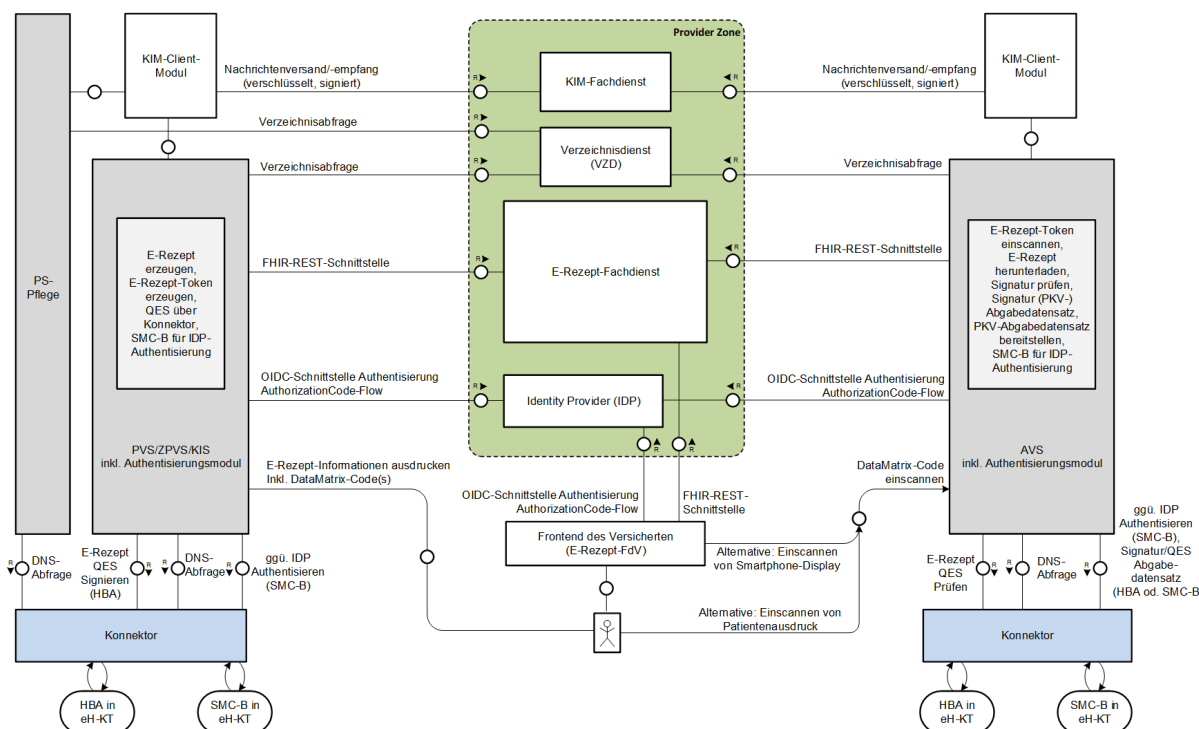 Provider Zone
KIM-Client-
Modul
Nachrichtenversand/-empfang
(verschlüsselt, signiert)
R
KIM-Fachdienst
R
Nachrichtenversand/-empfang
(verschlüsselt, signiert)
KIM-Client-
Modul
Verzeichnisabfrage
R
Verzeichnisdienst
(VZD)
Verzeichnisabfrage
R
R
Verzeichnisabfrage
PS-
Pflege
E-Rezept
erzeugen,
E-Rezept-Token
erzeugen,
QES über
Konnektor,
SMC-B für IDP-
Authentisierung
FHIR-REST-Schnittstelle
R
E-Rezept-Fachdienst
R
FHIR-REST-Schnittstelle
E-Rezept-Token
einscannen,
E-Rezept
herunterladen,
Signatur prüfen,
Signatur (PKV-)
Abgabedatensatz,
PKV-Abgabedatensatz
bereitstellen,
SMC-B für IDP-
Authentisierung
OIDC-Schnittstelle Authentisierung
AuthorizationCode-Flow
R
Identity Provider (IDP)
R
OIDC-Schnittstelle Authentisierung
AuthorizationCode-Flow
R
R
PVS/ZPVS/KIS
inkl. Authentisierungsmodul
E-Rezept-Informationen ausdrucken
Inkl. DataMatrix-Code(s)
OIDC-Schnittstelle Authentisierung
AuthorizationCode-Flow
FHIR-REST-
Schnittstelle
DataMatrix-Code
einscannen
AVS
inkl. Authentisierungsmodul
Frontend des Versicherten
(E-Rezept-FdV)
Alternative: Einscannen
von Smartphone-Display
R
DNS-
Abfrage
E-Rezept
QES
Signieren
(HBA)
R
DNS-
Abfrage
R
R
ggü. IDP
Authentisieren
(SMC-B)
E-Rezept
QES
Prüfen
R
R
DNS-
Abfrage
R
ggü. IDP
Authentisieren
(SMC-B),
Signatur/QES
Abgabe-
datensatz
(HBA od. SMC-B
Alternative: Einscannen von
Patientenausdruck
Konnektor
Konnektor
HBA in
eH-KT
SMC-B in
eH-KT
HBA in
eH-KT
SMC-B in
eH-KT